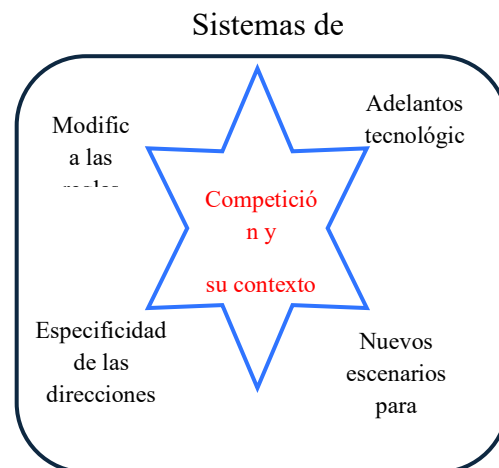 Sistemas de
Adelantos
tecnológic
Modific
a las
Competició
n y
su contexto
Especificidad
de las
direcciones
Nuevos
escenarios
para